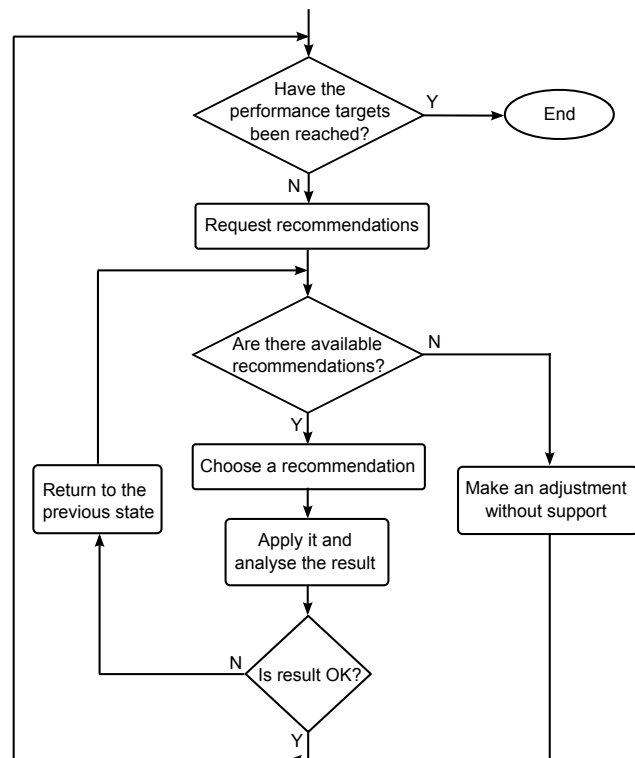 Have the
performance targets
been reached?
Y
End
N
Request recommendations
Are there available
recommendations?
N
Y
Choose a recommendation
Return to the
previous state
Make an adjustment
without support
Apply it and
analyse the result
N
Is result OK?
Y